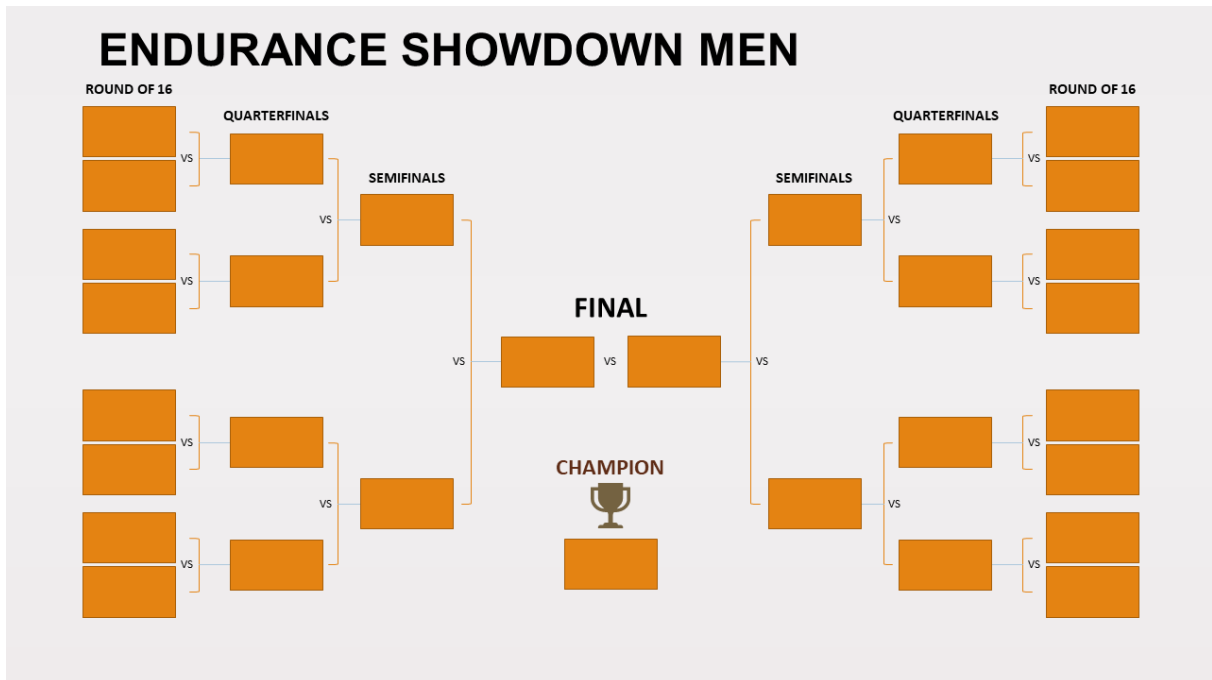 ENDURANCE SHOWDOWN MEN
ROUND OF 16
ROUND OF 16
QUARTERFINALS
QUARTERFINALS
VS
VS
SEMIFINALS
SEMIFINALS
VS
VS
VS
VS
FINAL
VS
VS
VS
VS
VS
CHAMPION
VS
VS
VS
VS